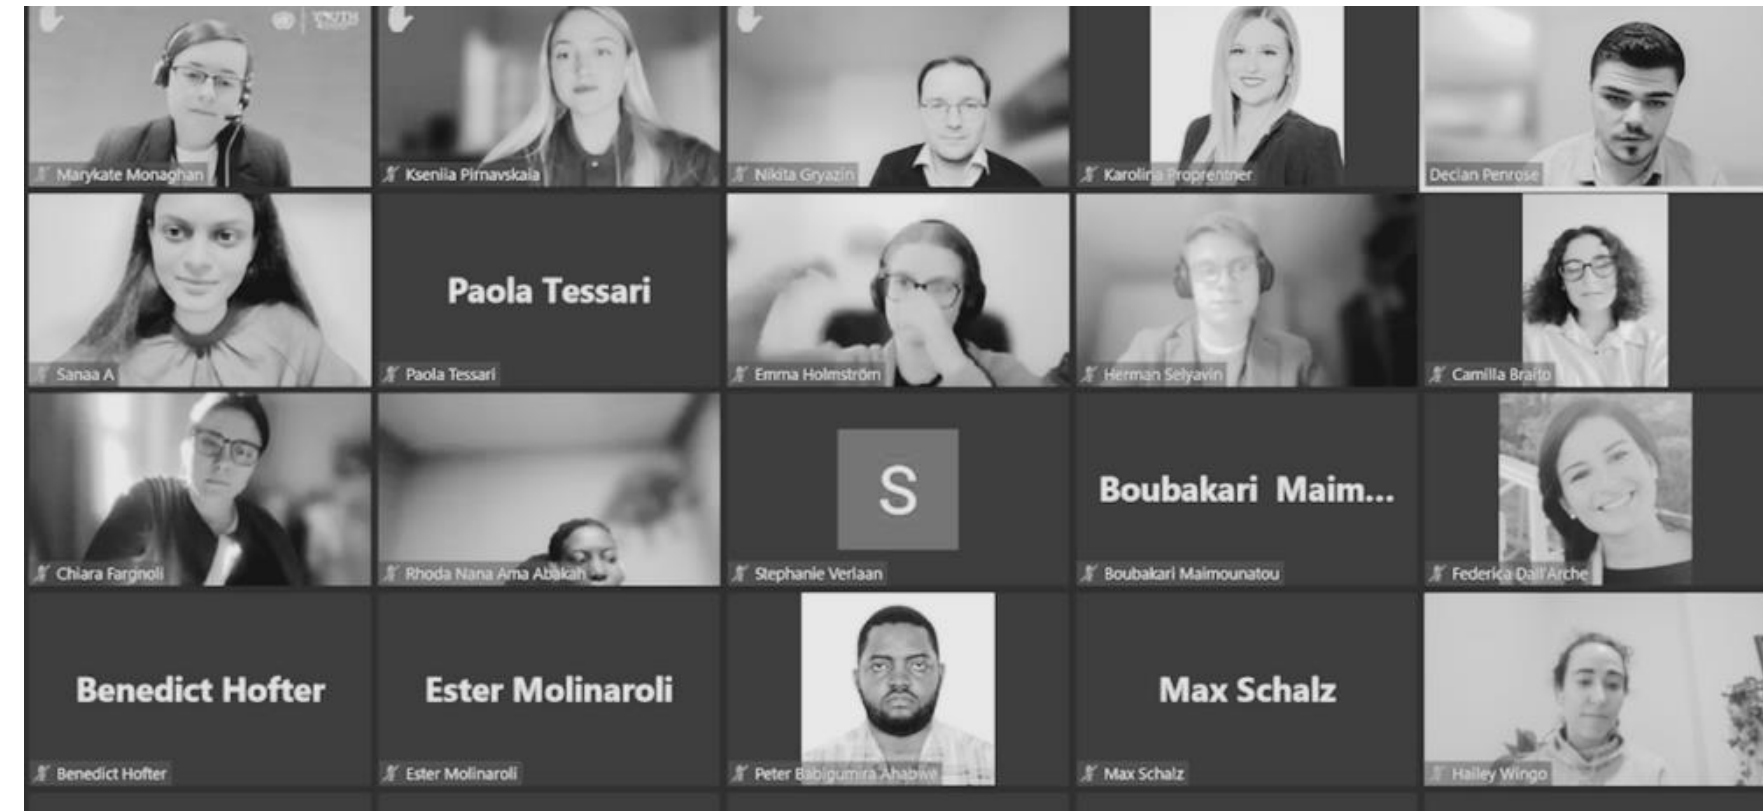 YOUTH
Marykate Monaghan
Kseniia Pirnavskaia
Nikita Gryazin
Karolina Proprentner
Declan Penrose
Sanaa A
Paola Tessari
Paola Tessari
Emma Holmström
Herman Selyavin
Camilla Braito
Chiara Fargnoli
Rhoda Nana Ama Abakah
S
Stephanie Verlaan
Boubakari Maim...
Boubakari Maimounatou
Federica Dall'Arche
Benedict Hofter
Benedict Hofter
Ester Molinaroli
Ester Molinaroli
Peter Babigumira Ahabwe
Max Schalz
Max Schalz
Hailey Wingo